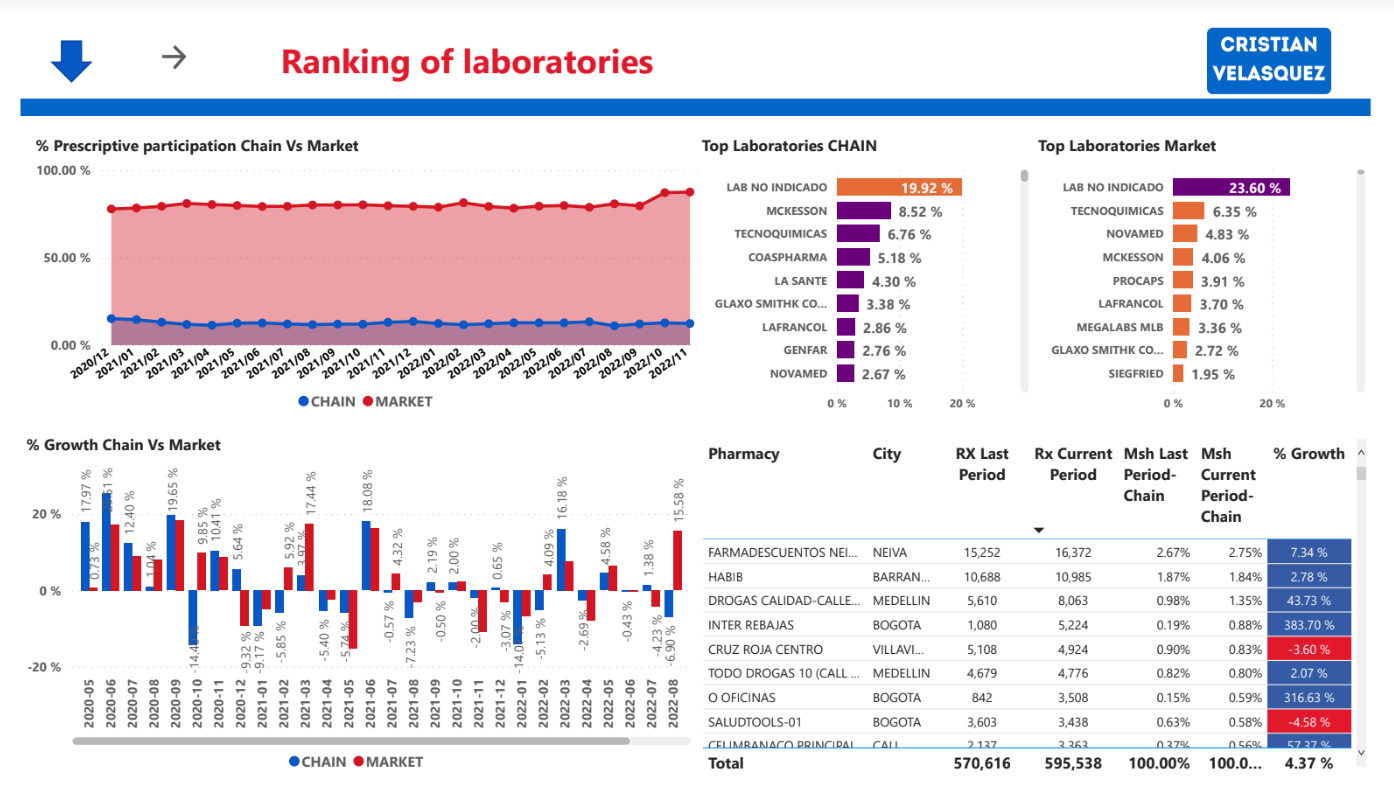 Ranking of laboratories
CRISTIAN
VELASQUEZ
% Prescriptive participation Chain Vs Market
100.00 %
50.00 %
0.00 %
2020/12
2021/01
2021/02
2021/03
2021/04
2021/05
2021/06
2021/07
2021/08
2021/09
2021/10
2021/11
2021/12
2022/01
2022/02
2022/03
2022/04
2022/05
2022/06
2022/07
2022/08
2022/09
2022/10
2022/11
CHAIN MARKET
Top Laboratories CHAIN
LAB NO INDICADO 19.92 %
MCKESSON 8.52 %
TECNOQUIMICAS 6.76 %
COASPHARMA 5.18 %
LA SANTE 4.30 %
GLAXO SMITHK CO... 3.38 %
LAFRANCOL 2.86 %
GENFAR 2.76 %
NOVAMED 2.67 %
0 % 10 % 20 %
Top Laboratories Market
LAB NO INDICADO 23.60 %
TECNOQUIMICAS 6.35 %
NOVAMED 4.83 %
MCKESSON 4.06 %
PROCAPS 3.91 %
LAFRANCOL 3.70 %
MEGALABS MLB 3.36 %
GLAXO SMITHK CO... 2.72 %
SIEGFRIED 1.95 %
0 % 20 %
% Growth Chain Vs Market
20 %
0 %
-20 %
17.97 %
0.73 %
12.40 %
1.04 %
19.65 %
9.85 %
10.41 %
5.64 %
-9.32 %
-9.17 %
-5.85 %
5.92 %
3.97 %
17.44 %
-5.40 %
-5.74 %
18.08 %
-0.57 %
4.32 %
-7.23 %
2.19 %
-0.50 %
2.00 %
-2.00 %
0.65 %
-3.07 %
-5.13 %
4.09 %
16.18 %
-2.69 %
4.58 %
-0.43 %
1.38 %
-4.23 %
-6.90 %
15.58 %
2020-05
2020-06
2020-07
2020-08
2020-09
2020-10
2020-11
2020-12
2021-01
2021-02
2021-03
2021-04
2021-05
2021-06
2021-07
2021-08
2021-09
2021-10
2021-11
2021-12
2022-01
2022-02
2022-03
2022-04
2022-05
2022-06
2022-07
2022-08
CHAIN MARKET
Pharmacy City RX Last Period Rx Current Period Msh Last Period-Chain Msh Current Period-Chain % Growth
FARMADESCUENTOS NEI... NEIVA 15,252 16,372 2.67% 2.75% 7.34 %
HABIB BARRAN... 10,688 10,985 1.87% 1.84% 2.78 %
DROGAS CALIDAD-CALLE... MEDELLIN 5,610 8,063 0.98% 1.35% 43.73 %
INTER REBAJAS BOGOTA 1,080 5,224 0.19% 0.88% 383.70 %
CRUZ ROJA CENTRO VILLAVI... 5,108 4,924 0.90% 0.83% -3.60 %
TODO DROGAS 10 (CALL ... MEDELLIN 4,679 4,776 0.82% 0.80% 2.07 %
O OFICINAS BOGOTA 842 3,508 0.15% 0.59% 316.63 %
SALUDTOOLS-01 BOGOTA 3,603 3,438 0.63% 0.58% -4.58 %
PRINCIPAL CALI 2,137 3,363 0.37% 0.56% 57.37 %
Total 570,616 595,538 100.00% 100.0... 4.37 %